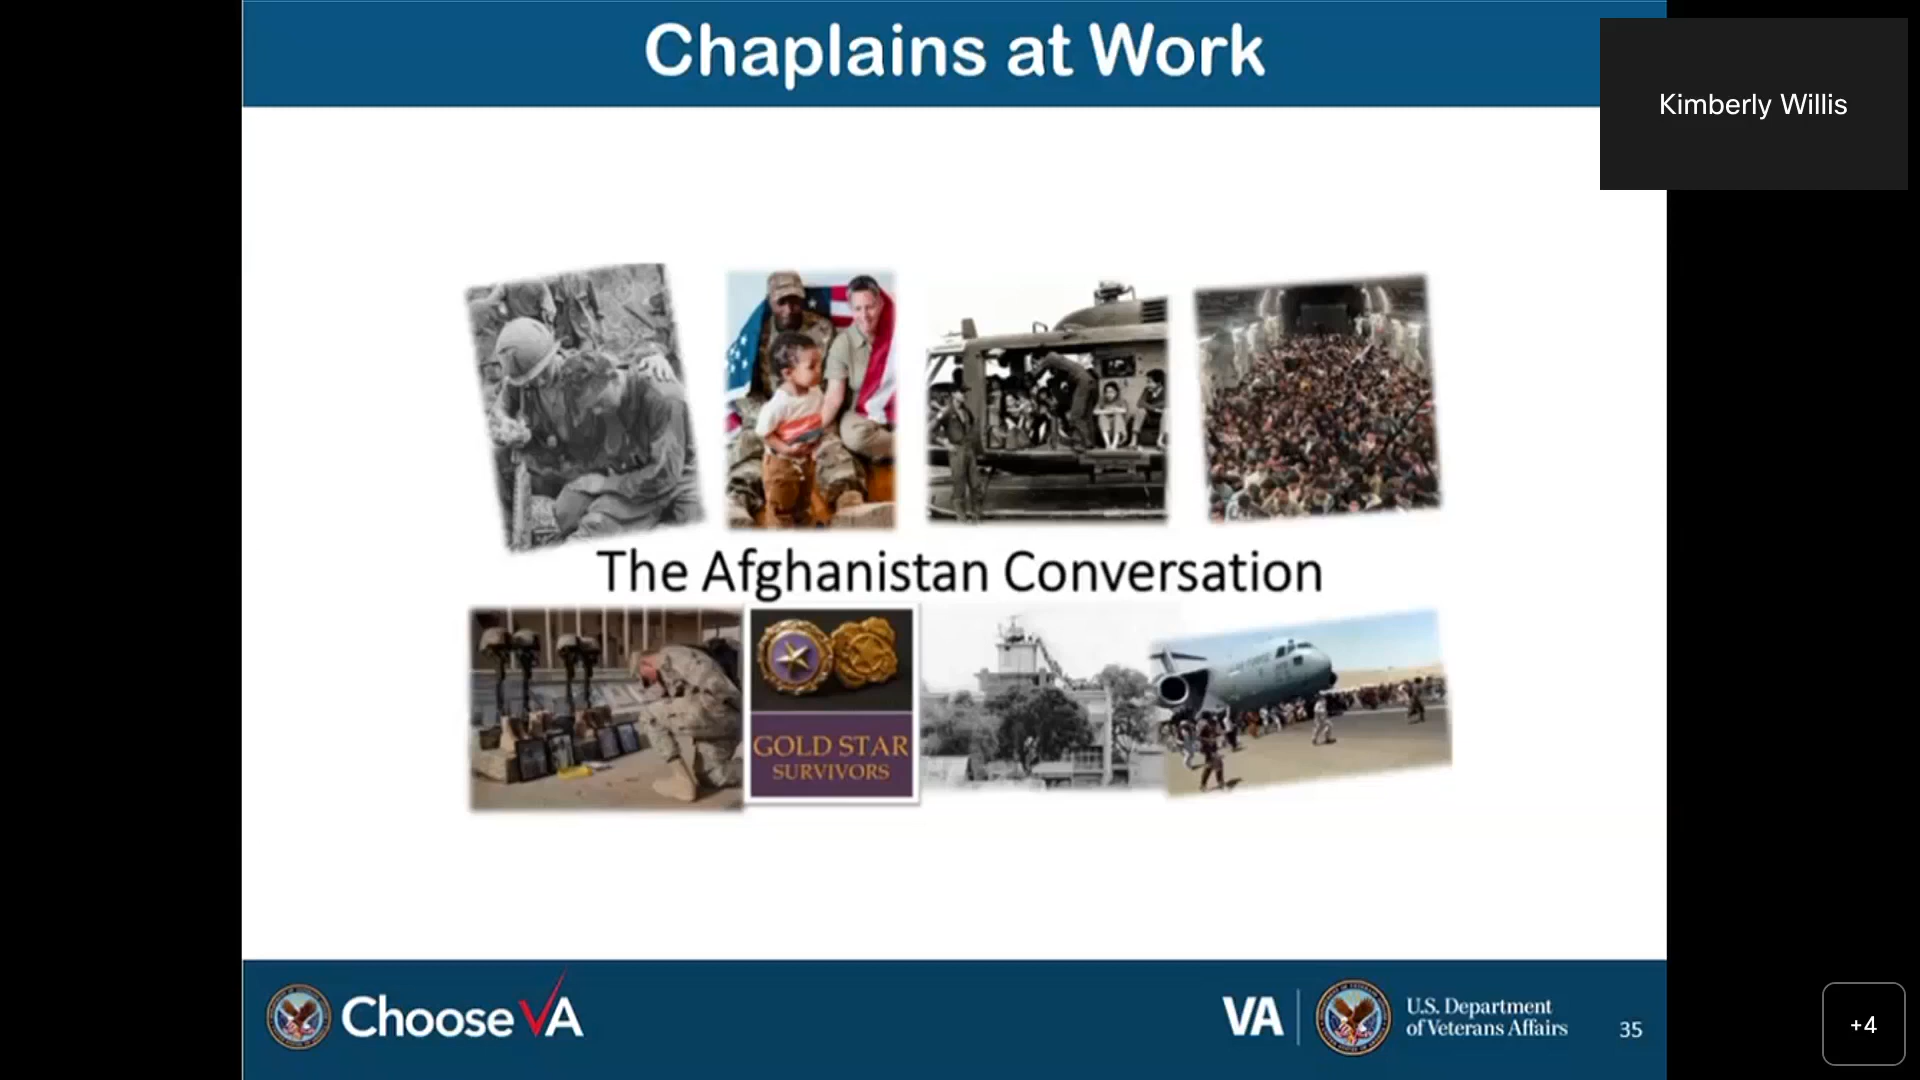 Chaplains at Work
Kimberly Willis
The Afghanistan Conversation
GOLD STAR
SURVIVORS
Choose VA
VA
U.S. Department
of Veterans Affairs
35
+4